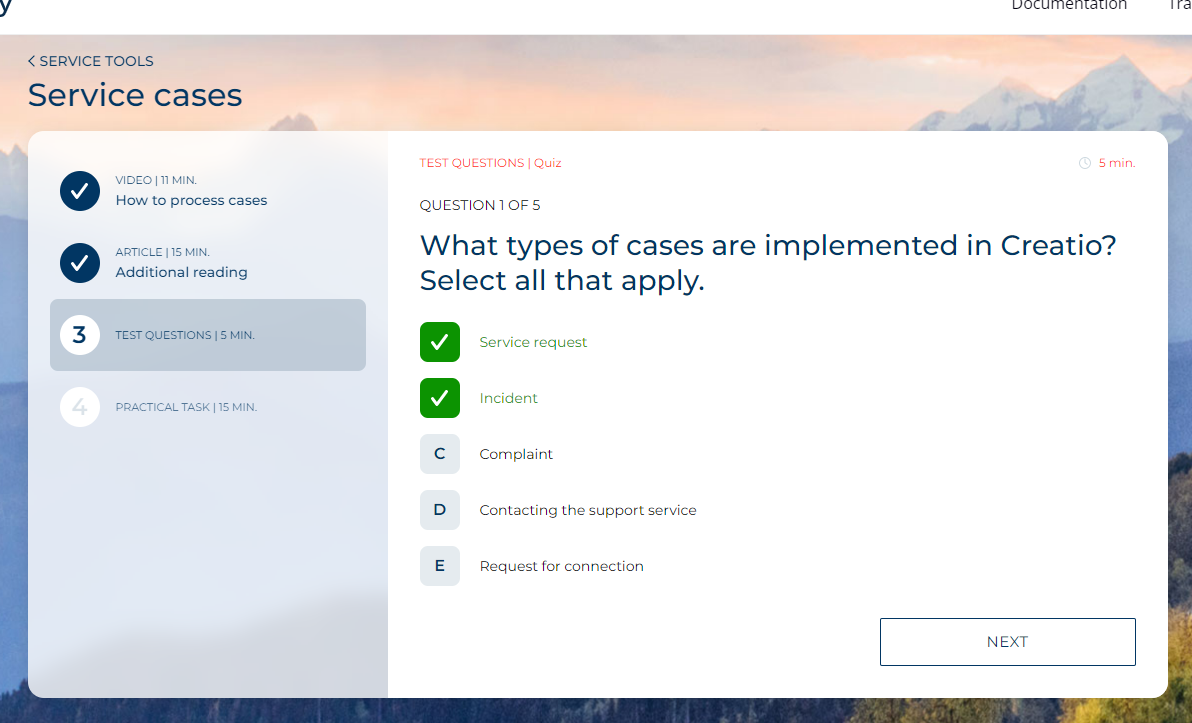 Documentation
SERVICE TOOLS
Service cases
VIDEO | 11 MIN.
How to process cases
ARTICLE | 15 MIN.
Additional reading
3
TEST QUESTIONS | 5 MIN.
4
PRACTICAL TASK | 15 MIN.
TEST QUESTIONS | Quiz
5 min.
QUESTION 1 OF 5
What types of cases are implemented in Creatio?
Select all that apply.
Service request
Incident
C Complaint
D Contacting the support service
E Request for connection
NEXT